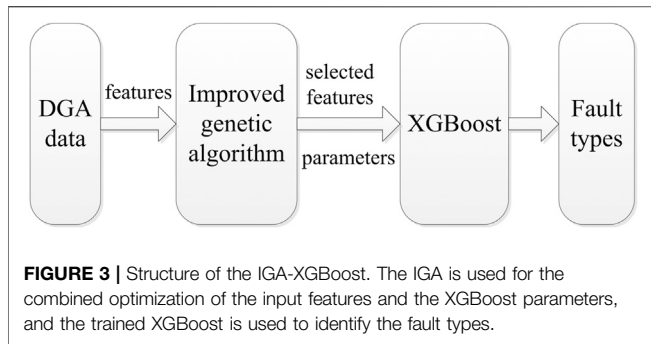 DGA
data
features
Improved
genetic
algorithm
selected
features
parameters
XGBoost
Fault
types
FIGURE 3 | Structure of the IGA-XGBoost. The IGA is used for the
combined optimization of the input features and the XGBoost parameters,
and the trained XGBoost is used to identify the fault types.